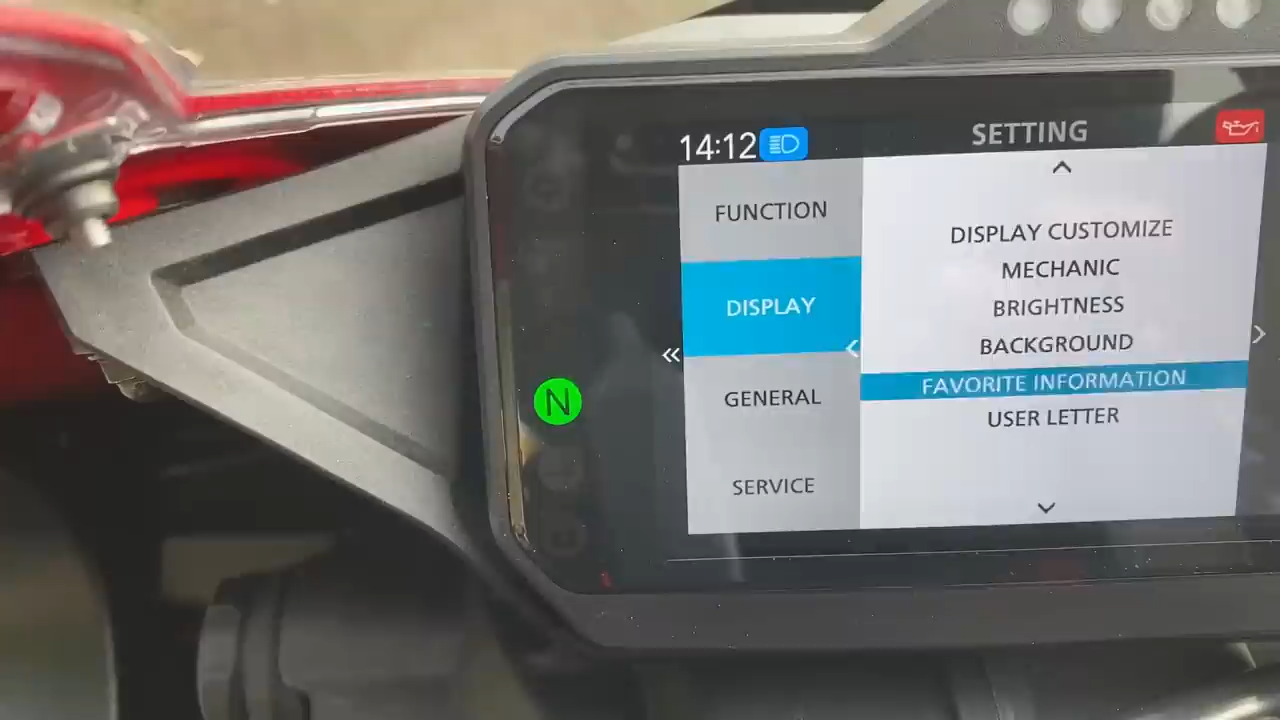 14:12
SETTING
FUNCTION
DISPLAY
GENERAL
SERVICE
DISPLAY CUSTOMIZE
MECHANIC
BRIGHTNESS
BACKGROUND
FAVORITE INFORMATION
USER LETTER
N